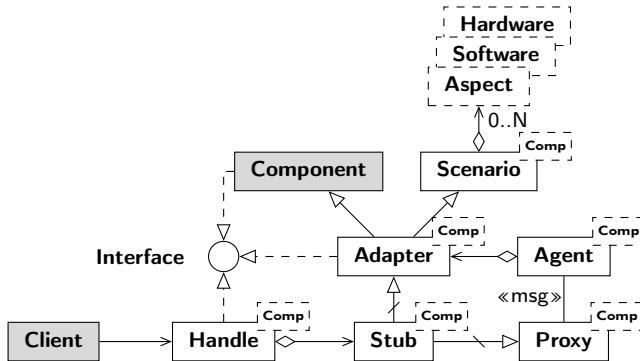 Hardware
Software
Aspect
0..N
Comp
Component
Scenario
Comp
Comp
Interface
Adapter
Agent
«msg»
Comp
Comp
Comp
Client
Handle
Stub
Proxy